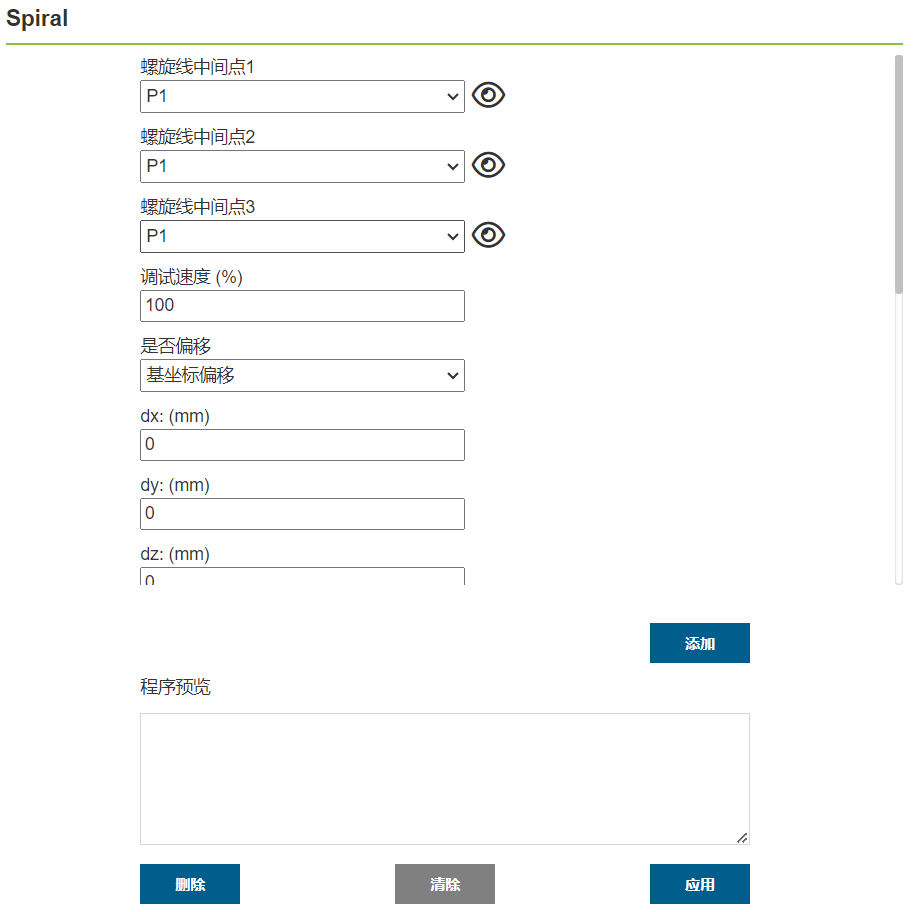 Spiral
螺旋线中间点1
P1
螺旋线中间点2
P1
螺旋线中间点3
P1
调试速度 (%)
100
是否偏移
基坐标偏移
dx: (mm)
0
dy: (mm)
0
dz: (mm)
0
添加
程序预览
删除
清除
应用